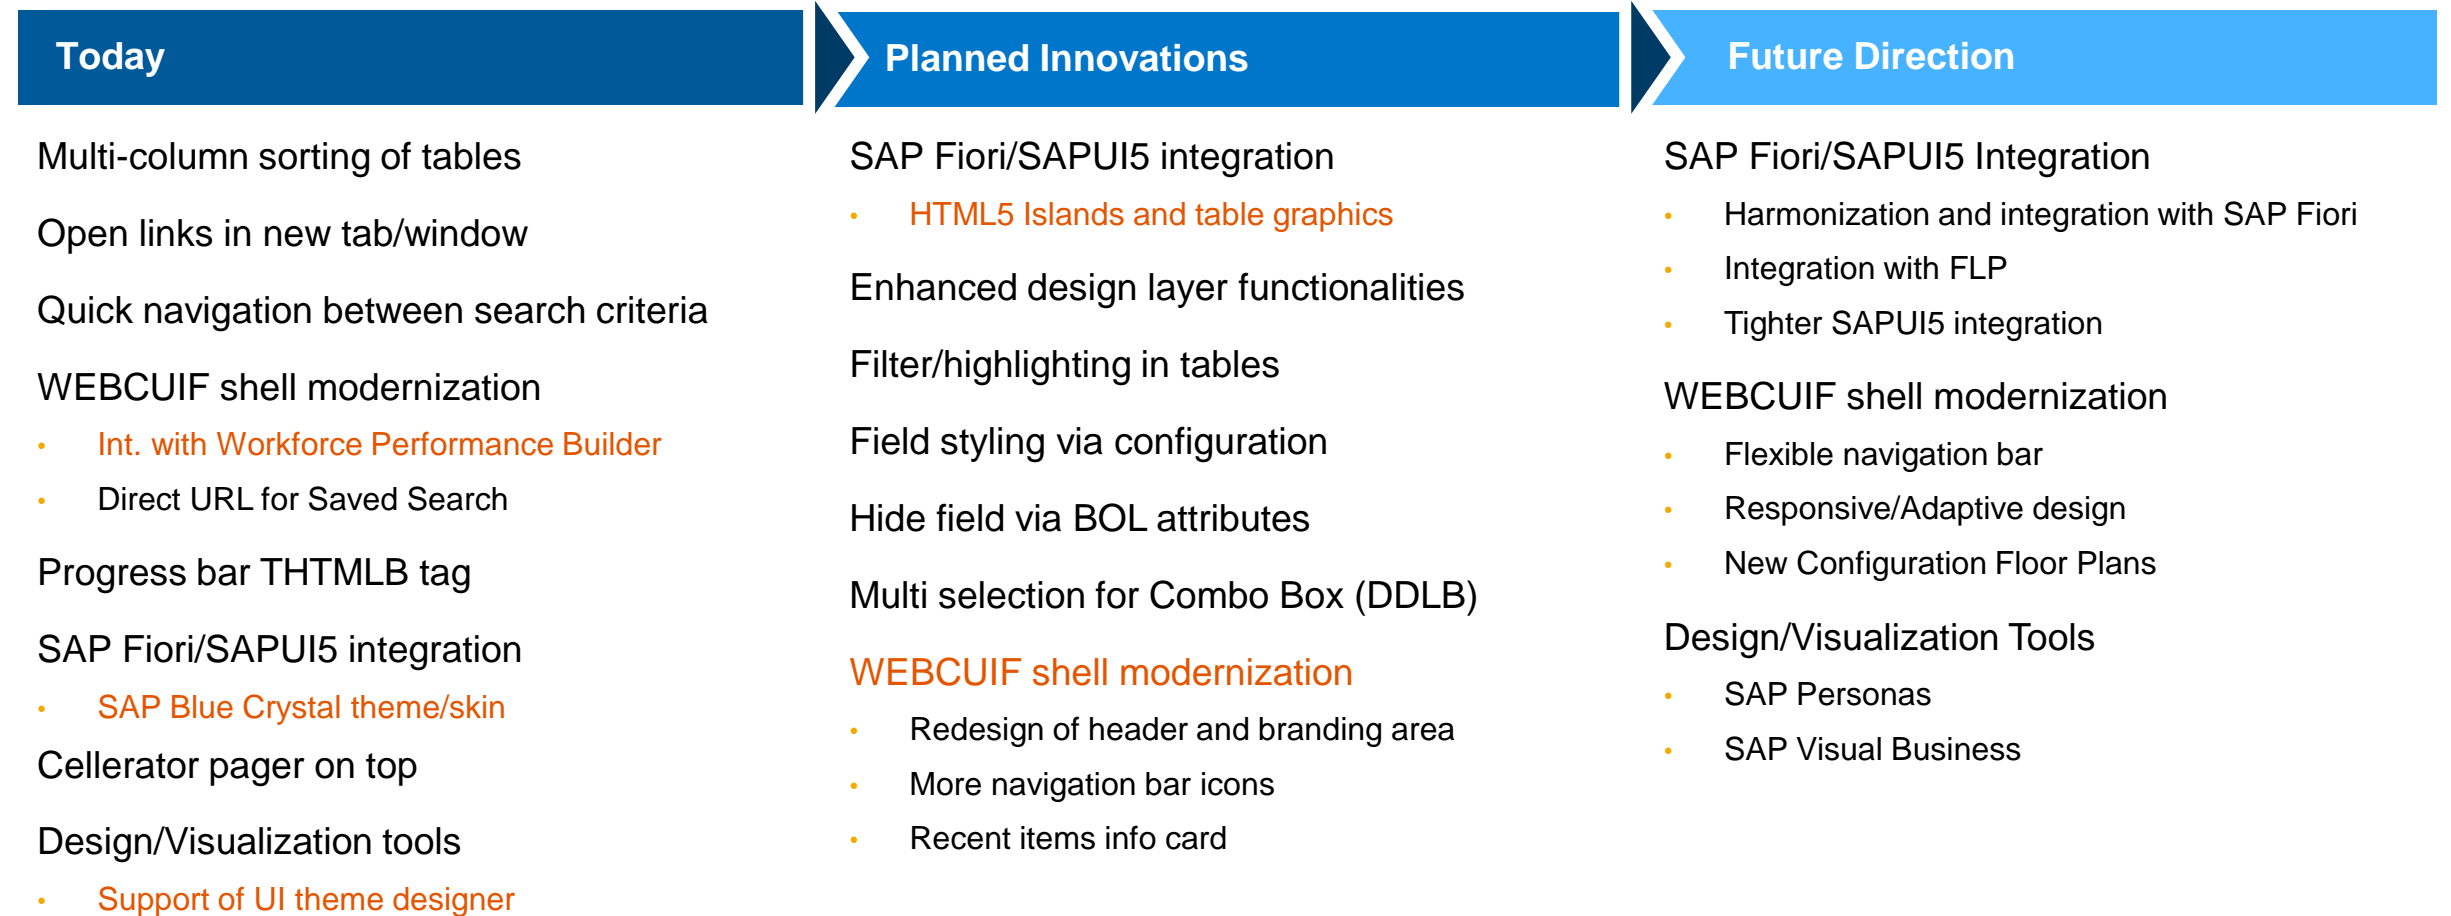 Today
Multi-column sorting of tables
Open links in new tab/window
Quick navigation between search criteria
WEBCUIF shell modernization
• Int. with Workforce Performance Builder
• Direct URL for Saved Search
Progress bar THTMLB tag
SAP Fiori/SAPUI5 integration
• SAP Blue Crystal theme/skin
Cellerator pager on top
Design/Visualization tools
• Support of UI theme designer
Planned Innovations
SAP Fiori/SAPUI5 integration
• HTML5 Islands and table graphics
Enhanced design layer functionalities
Filter/highlighting in tables
Field styling via configuration
Hide field via BOL attributes
Multi selection for Combo Box (DDLB)
WEBCUIF shell modernization
• Redesign of header and branding area
• More navigation bar icons
• Recent items info card
Future Direction
SAP Fiori/SAPUI5 Integration
• Harmonization and integration with SAP Fiori
• Integration with FLP
• Tighter SAPUI5 integration
WEBCUIF shell modernization
• Flexible navigation bar
• Responsive/Adaptive design
• New Configuration Floor Plans
Design/Visualization Tools
• SAP Personas
• SAP Visual Business